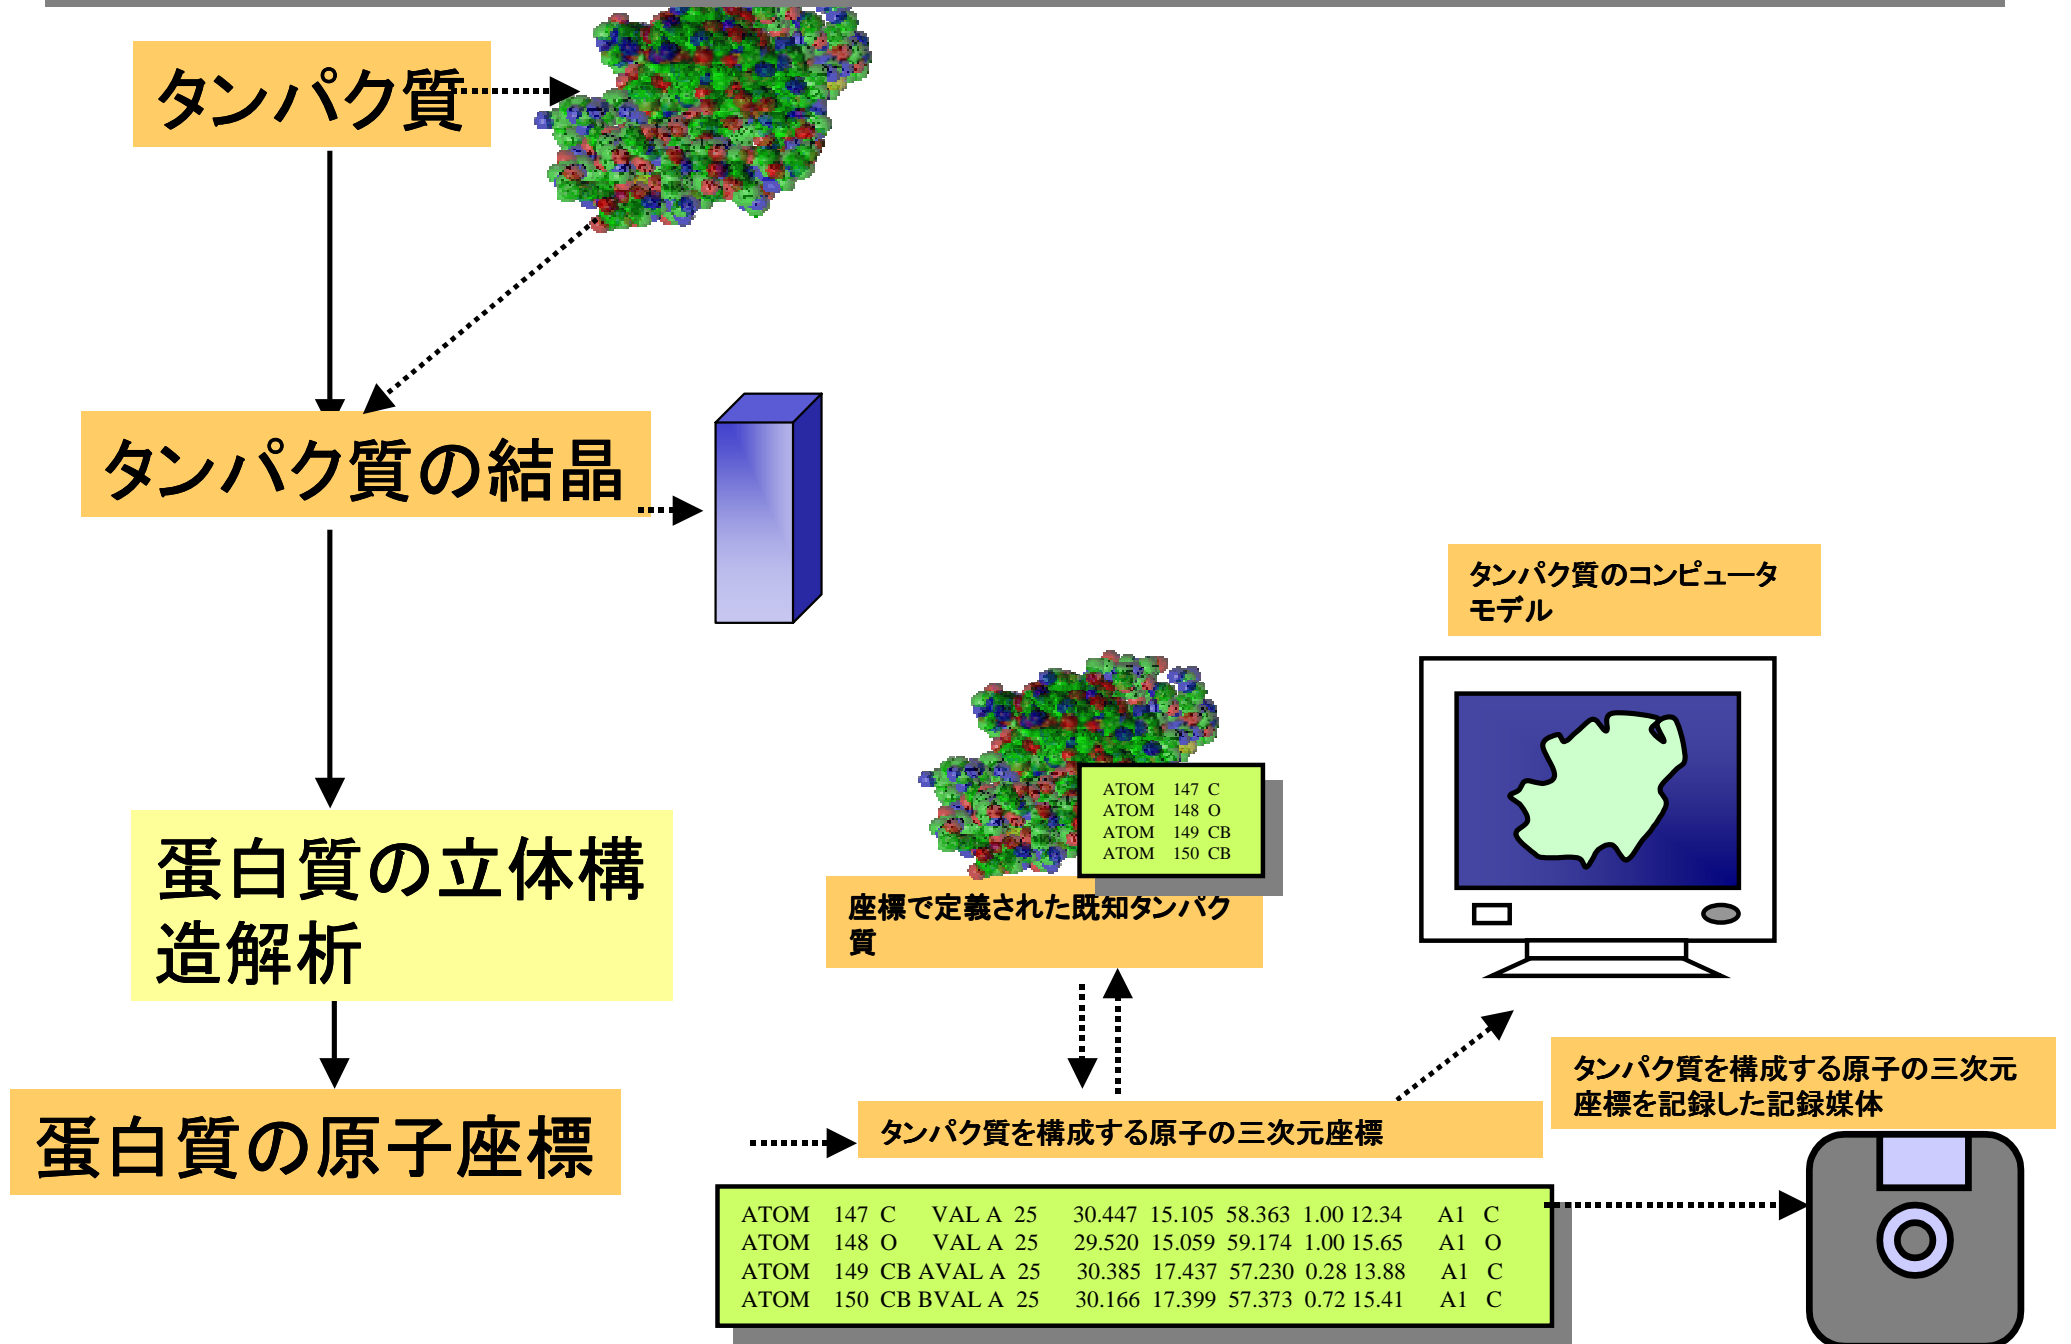 タンパク質
タンパク質の結晶
タンパク質のコンピュータ
モデル
ATOM 147 C
ATOM 148 O
ATOM 149 CB
ATOM 150 CB
蛋白質の立体構
造解析
座標で定義された既知タンパク
質
タンパク質を構成する原子の三次元
座標を記録した記録媒体
蛋白質の原子座標
タンパク質を構成する原子の三次元座標
ATOM 147 C VAL A 25 30.447 15.105 58.363 1.00 12.34 A1 C
ATOM 148 O VAL A 25 29.520 15.059 59.174 1.00 15.65 A1 O
ATOM 149 CB AVAL A 25 30.385 17.437 57.230 0.28 13.88 A1 C
ATOM 150 CB BVAL A 25 30.166 17.399 57.373 0.72 15.41 A1 C